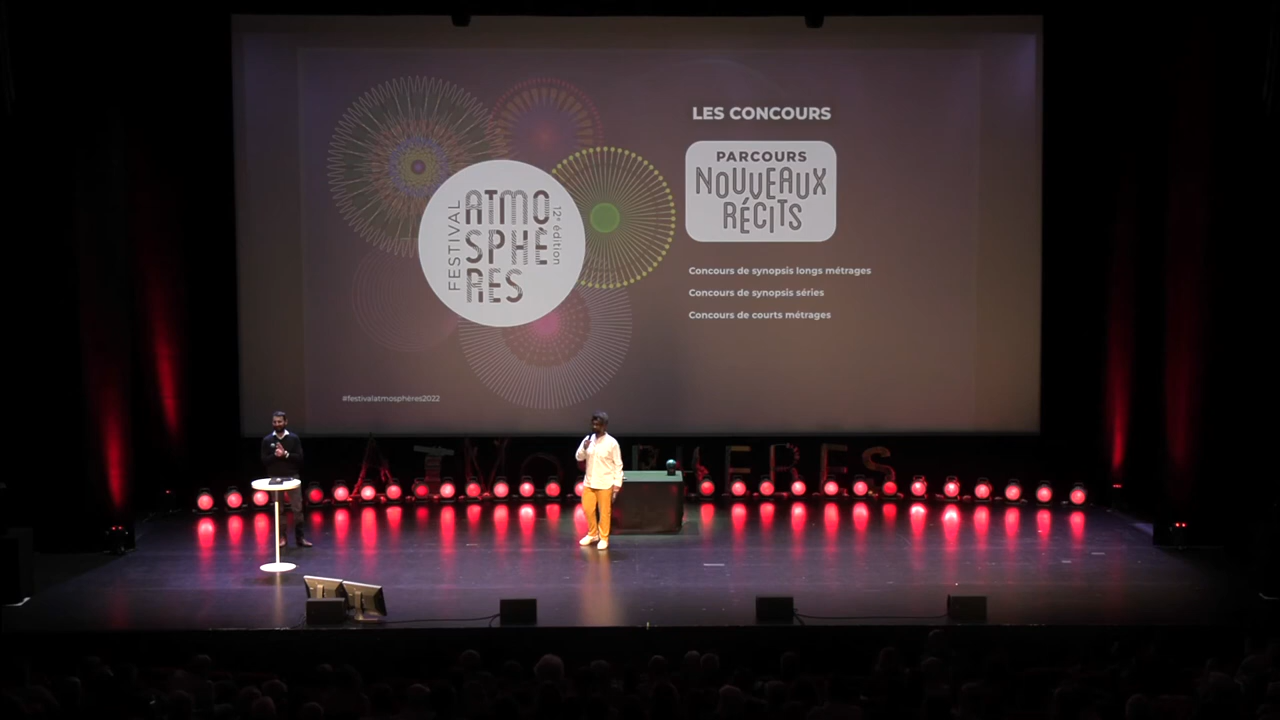 FESTIVAL
ATMO
SPHÈ
RES
12e édition
LES CONCOURS
PARCOURS
NOUVEAUX
RÉCITS
Concours de synopsis longs métrages
Concours de synopsis séries
Concours de courts métrages
#festivalatmosphères2022
ATMOSPHERES